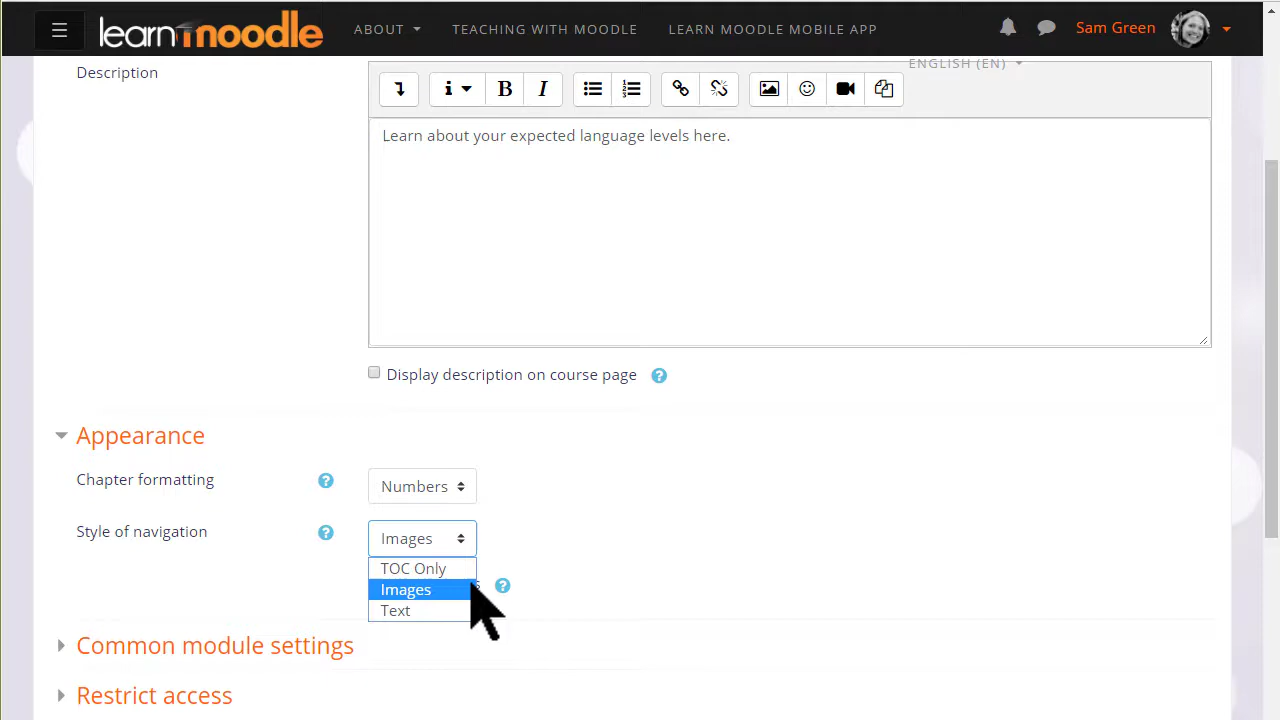 learn moodle
ABOUT
TEACHING WITH MOODLE
LEARN MOODLE MOBILE APP
Sam Green
ENGLISH (EN)
Description
Learn about your expected language levels here.
Display description on course page
Appearance
Chapter formatting
Numbers
Style of navigation
Images
TOC Only
Images
Text
Common module settings
Restrict access